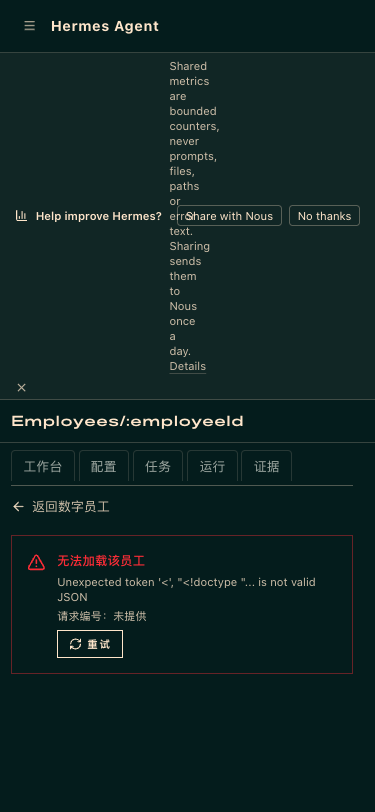 Hermes Agent
Shared
metrics
are
bounded
counters,
never
prompts,
files,
paths
or
error
text.
Sharing
sends
them
to
Nous
once
a
day.
Details
Help improve Hermes?
Share with Nous
No thanks
Employees/:employeeId
工作台 配置 任务 运行 证据
返回数字员工
无法加载该员工
Unexpected token '<', "<!doctype "... is not valid
JSON
请求编号：未提供
重试